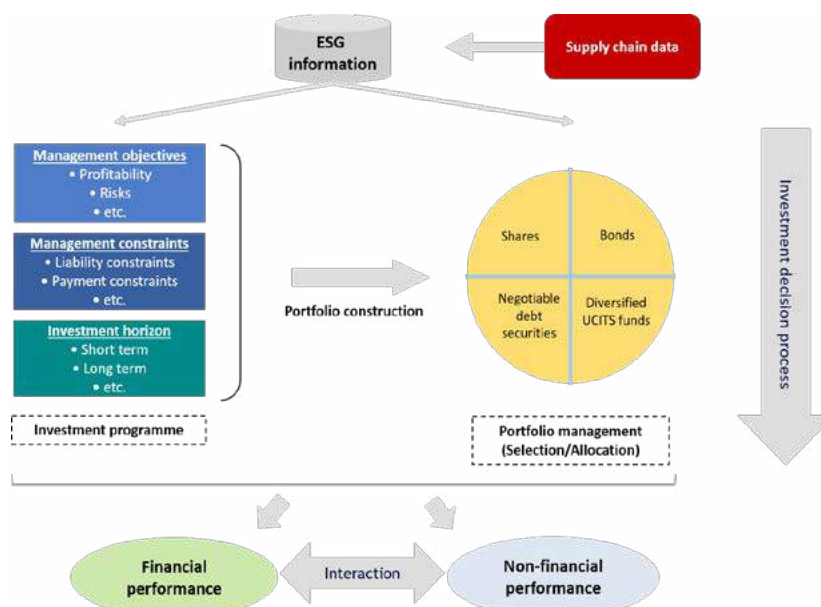 ESG
information
Supply chain data
Management objectives
• Profitability
• Risks
• etc.
Management constraints
• Liability constraints
• Payment constraints
• etc.
Investment horizon
• Short term
• Long term
• etc.
Investment programme
Portfolio construction
Shares
Bonds
Negotiable
debt
securities
Diversified
UCITS funds
Portfolio management
(Selection/Allocation)
Investment decision
process
Financial
performance
Interaction
Non-financial
performance